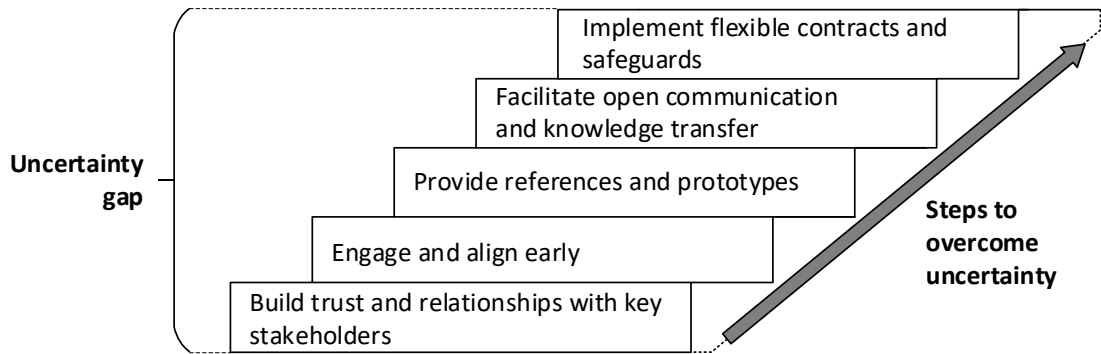 Implement flexible contracts and
safeguards
Facilitate open communication
and knowledge transfer
Uncertainty
gap
Provide references and prototypes
Steps to
overcome
uncertainty
Engage and align early
Build trust and relationships with key
stakeholders